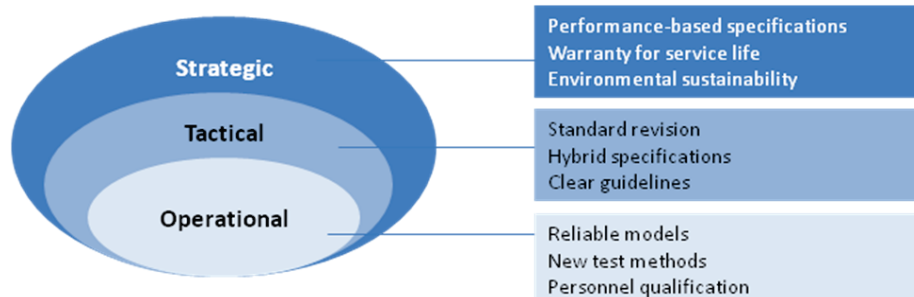 Strategic
Performance-based specifications
Warranty for service life
Environmental sustainability
Tactical
Standard revision
Hybrid specifications
Clear guidelines
Operational
Reliable models
New test methods
Personnel qualification